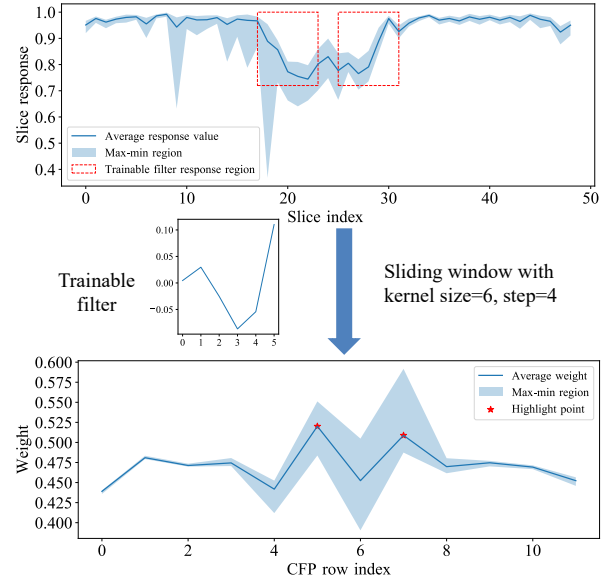 1.0
0.9
0.8
0.7
0.6
0.5
0.4
Slice response
Average response value
Max-min region
Trainable filter response region
0 10 20 30 40 50
Slice index
0.10
0.05
0.00
−0.05
0 1 2 3 4 5
Trainable
filter
Sliding window with
kernel size=6, step=4
0.600
0.575
0.550
0.525
0.500
0.475
0.450
0.425
0.400
Weight
Average weight
Max-min region
Highlight point
0 2 4 6 8 10
CFP row index